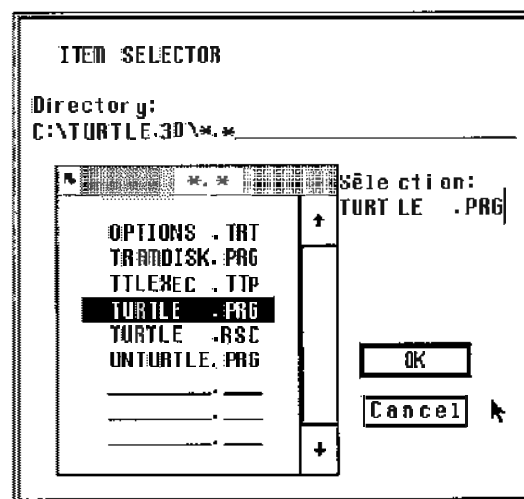 ITEM SELECTOR
Directory:
C:\TURTLE.3D\*.*
*.*
Sélection:
TURTLE .PRG
OPTIONS .TRT
TRAMDISK.PRG
TTLEXEC .TTP
TURTLE .PRG
TURTLE .RSC
UNTURTLE.PRG
OK
Cancel